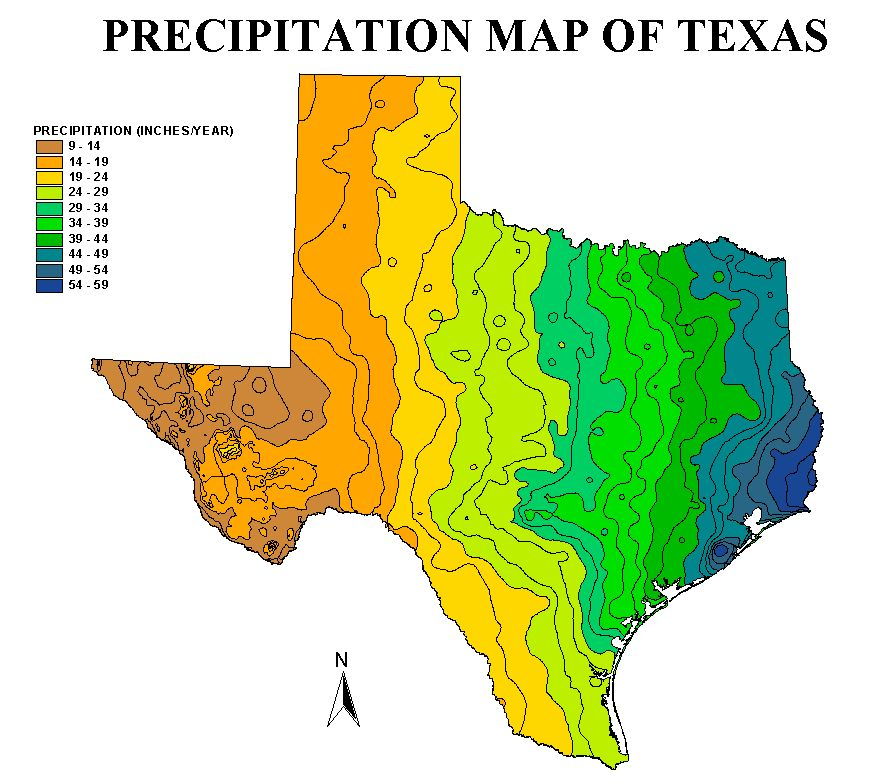 PRECIPITATION MAP OF TEXAS
PRECIPITATION (INCHES/YEAR)
9 - 14
14 - 19
19 - 24
24 - 29
29 - 34
34 - 39
39 - 44
44 - 49
49 - 54
54 - 59
N